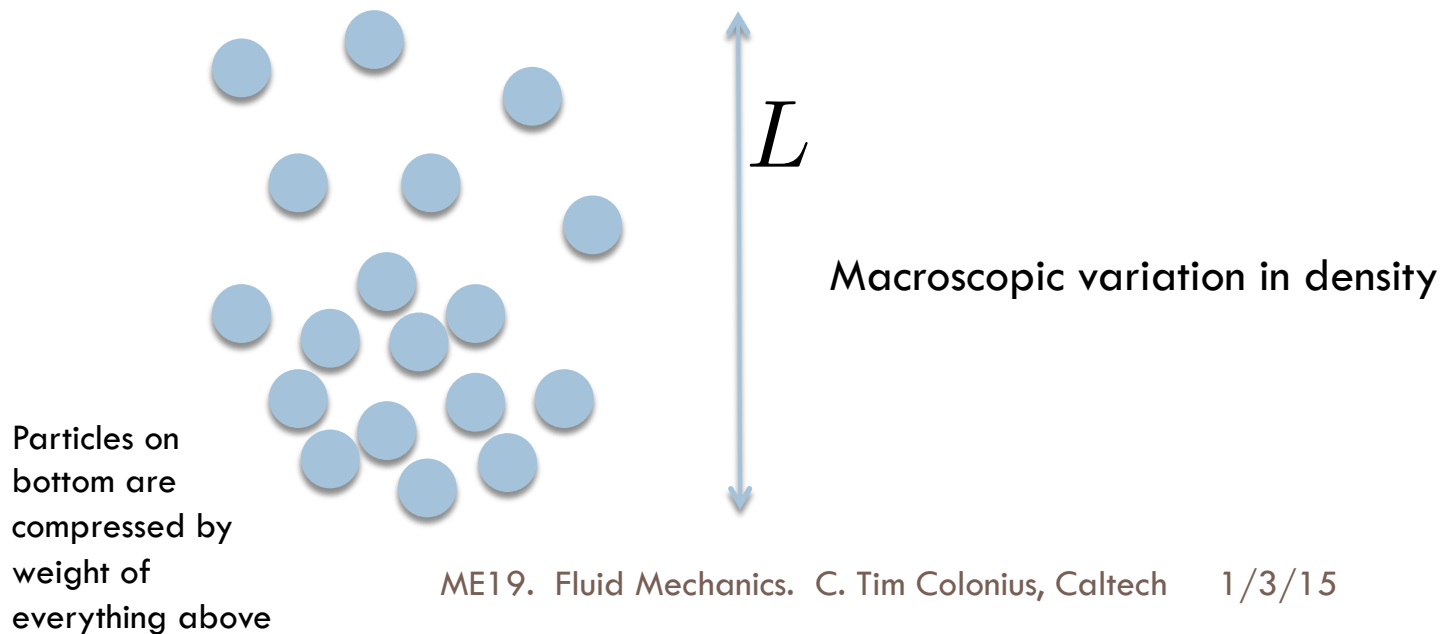 L
Macroscopic variation in density
Particles on
bottom are
compressed by
weight of
everything above
ME19. Fluid Mechanics. C. Tim Colonius, Caltech 1/3/15